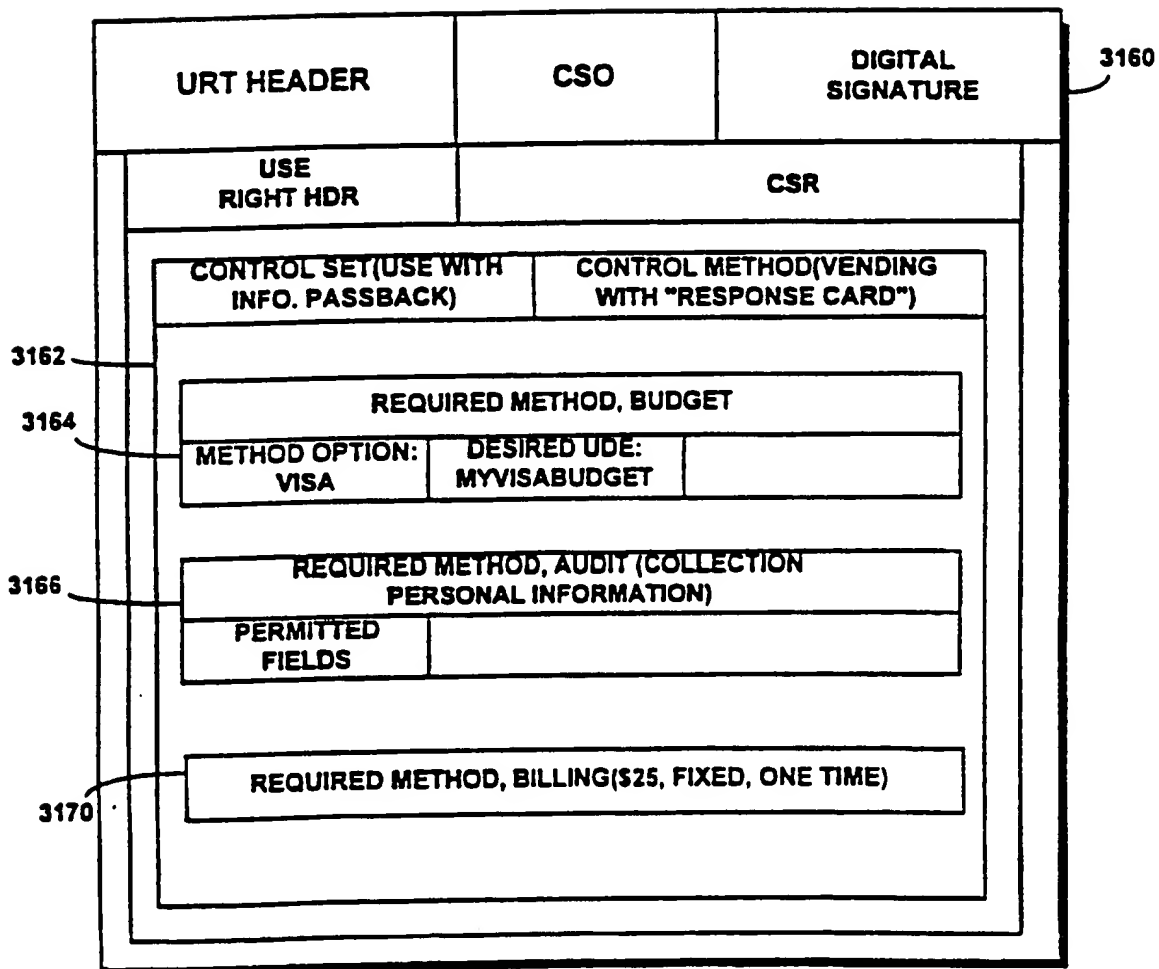 URT HEADER
CSO
DIGITAL
SIGNATURE
3160
USE
RIGHT HDR
CSR
CONTROL SET(USE WITH
INFO. PASSBACK)
CONTROL METHOD(VENDING
WITH "RESPONSE CARD")
3162
REQUIRED METHOD, BUDGET
3164
METHOD OPTION:
VISA
DESIRED UDE:
MYVISABUDGET
REQUIRED METHOD, AUDIT (COLLECTION
PERSONAL INFORMATION)
3166
PERMITTED
FIELDS
REQUIRED METHOD, BILLING($25, FIXED, ONE TIME)
3170